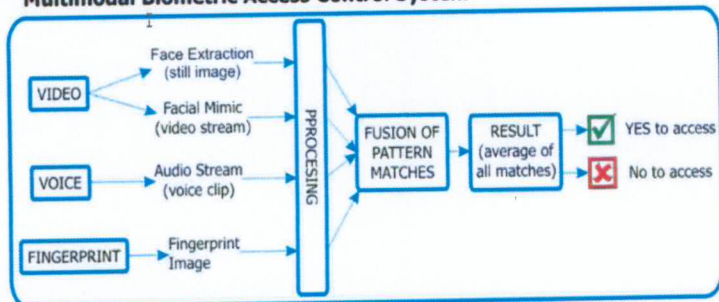 Multimodal Biometric Access Control System
VIDEO
Face Extraction
(still image)
Facial Mimic
(video stream)
VOICE
Audio Stream
(voice clip)
FINGERPRINT
Fingerprint
Image
PPROCESING
FUSION OF
PATTERN
MATCHES
RESULT
(average of
all matches)
YES to access
No to access